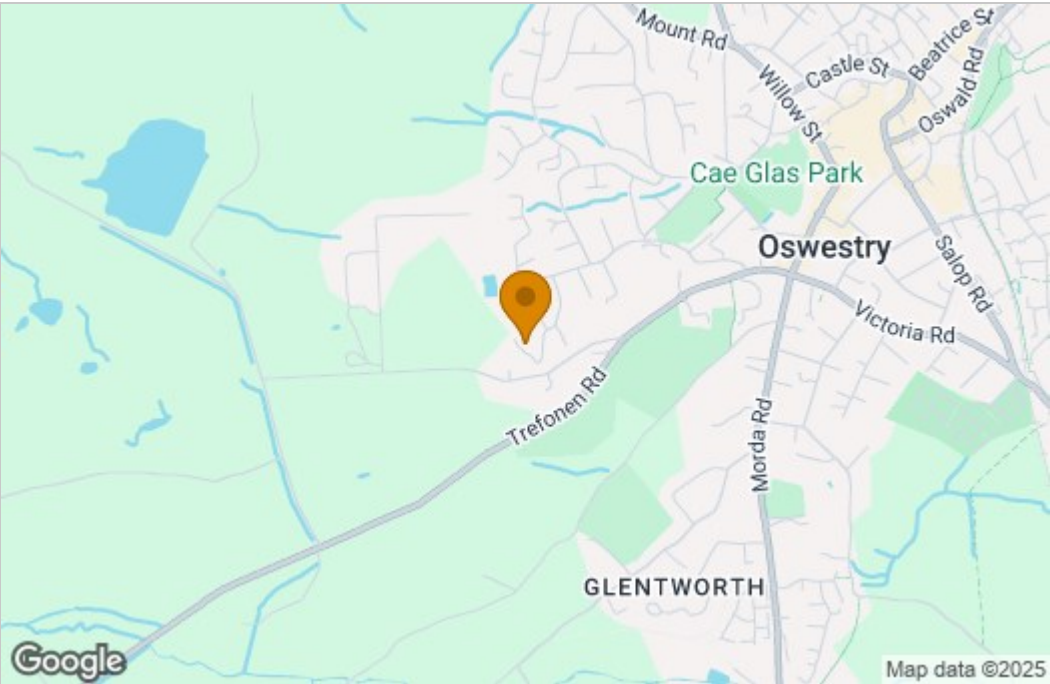 Mount Rd
Beatrice St
Castle St
Willow St
Oswald Rd
Cae Glas Park
Oswestry
Salop Rd
Victoria Rd
Trefonen Rd
Morda Rd
GLENTWORTH
Google
Map data ©2025